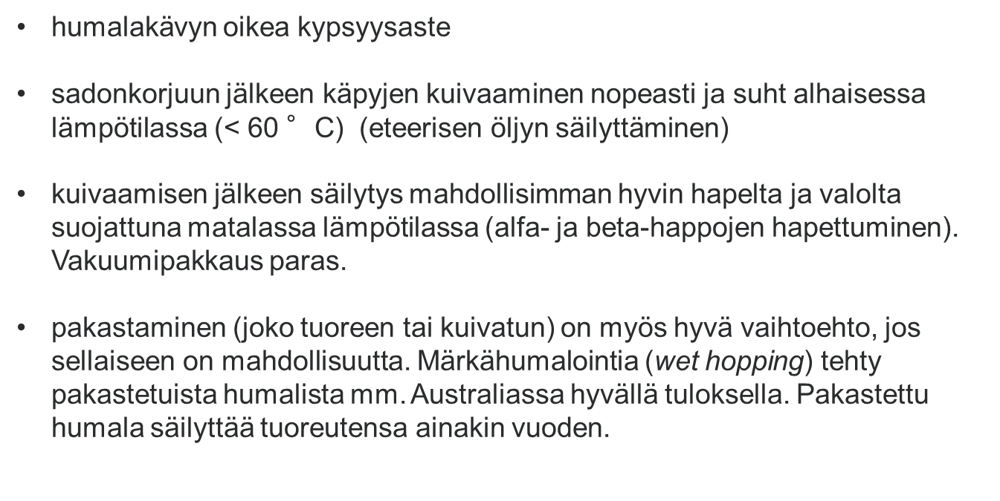 • humalakävyn oikea kypsyysaste
• sadonkorjuun jälkeen käpyjen kuivaaminen nopeasti ja suht alhaisessa
lämpötilassa (< 60 ° C) (eteerisen öljyn säilyttäminen)
• kuivaamisen jälkeen säilytys mahdollisimman hyvin hapelta ja valolta
suojattuna matalassa lämpötilassa (alfa- ja beta-happojen hapettuminen).
Vakuumipakkaus paras.
• pakastaminen (joko tuoreen tai kuivatun) on myös hyvä vaihtoehto, jos
sellaiseen on mahdollisuutta. Märkähumalointia (wet hopping) tehty
pakastetuista humalista mm. Australiassa hyvällä tuloksella. Pakastettu
humala säilyttää tuoreutensa ainakin vuoden.